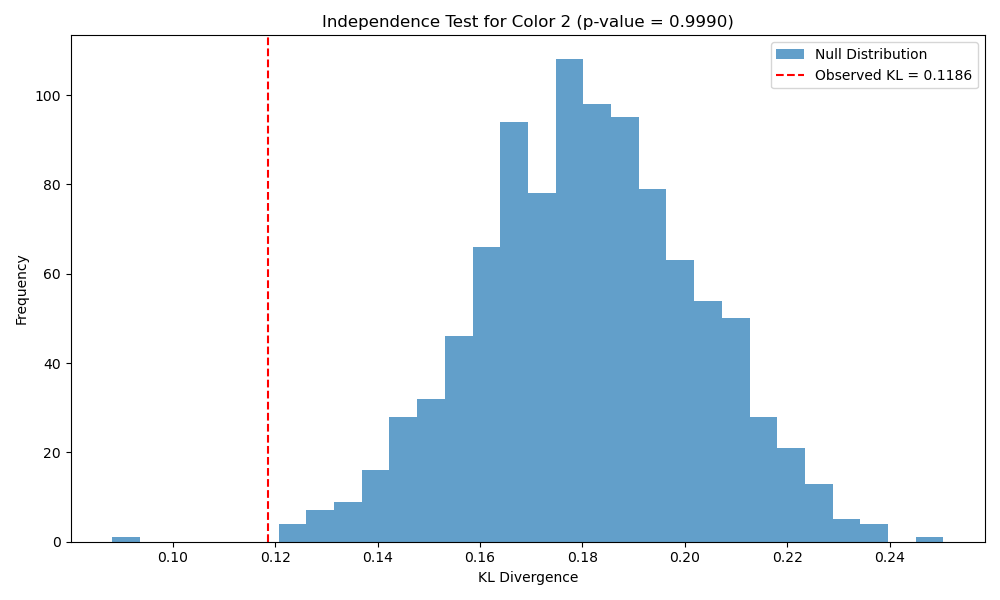 Independence Test for Color 2 (p-value = 0.9990)
Null Distribution
Observed KL = 0.1186
Frequency
100
80
60
40
20
0
0.10 0.12 0.14 0.16 0.18 0.20 0.22 0.24
KL Divergence